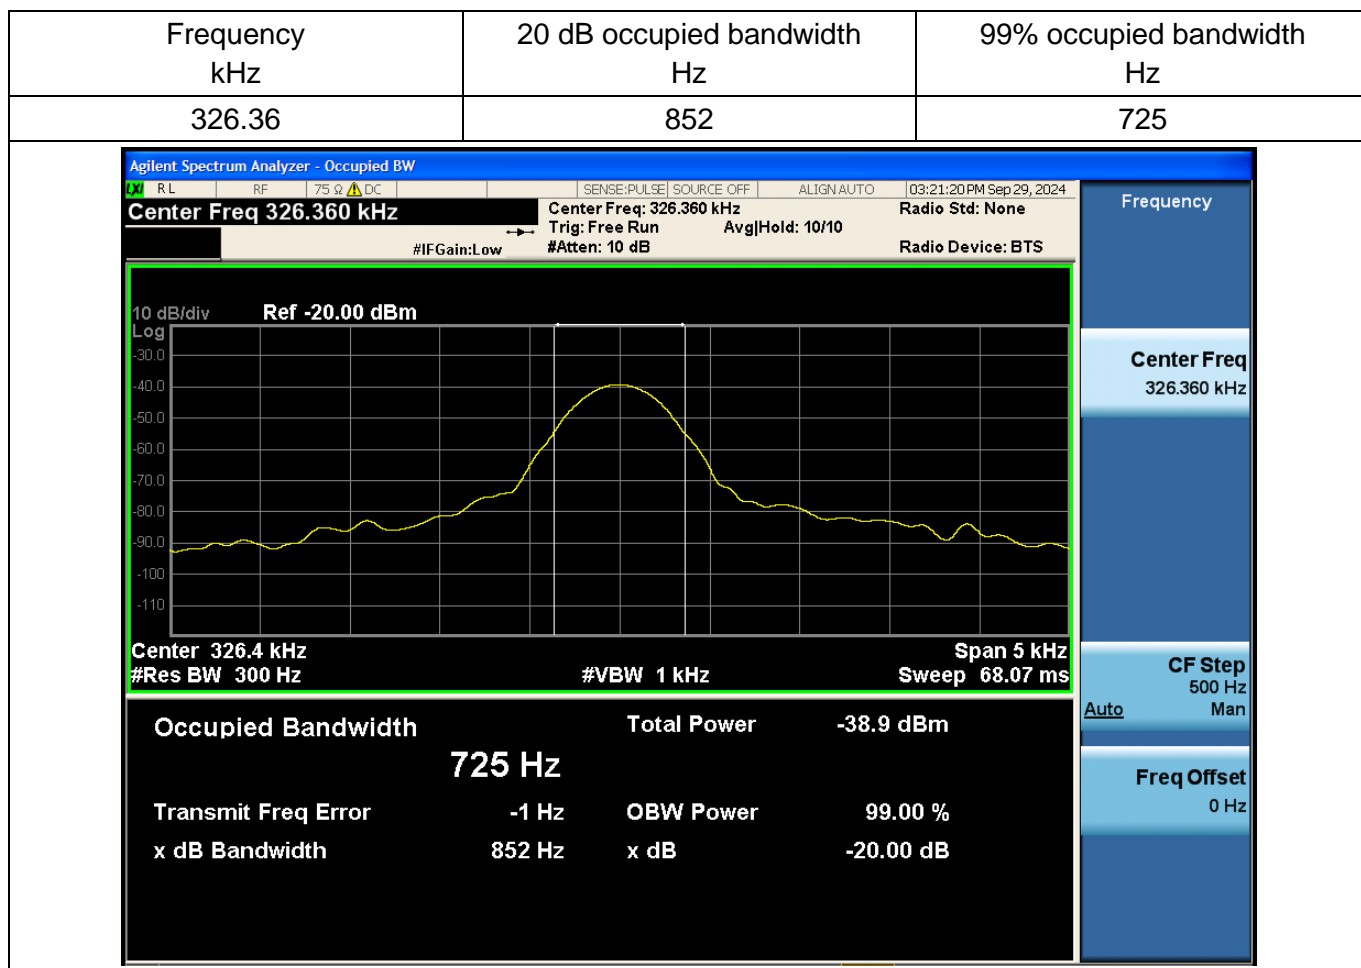 Frequency 20 dB occupied bandwidth 99% occupied bandwidth
kHz Hz Hz
326.36 852 725
Agilent Spectrum Analyzer - Occupied BW
LXI RL RF 75 Ω DC SENSE:PULSE SOURCE OFF ALIGN AUTO 03:21:20 PM Sep 29, 2024
Center Freq 326.360 kHz Center Freq: 326.360 kHz Radio Std: None Frequency
Trig: Free Run Avg|Hold: 10/10
#IFGain:Low #Atten: 10 dB Radio Device: BTS
10 dB/div Ref -20.00 dBm
Log
-30.0
-40.0
-50.0
-60.0
-70.0
-80.0
-90.0
-100
-110
Center Freq
326.360 kHz
Center 326.4 kHz Span 5 kHz
#Res BW 300 Hz #VBW 1 kHz Sweep 68.07 ms
CF Step
500 Hz
Auto Man
Occupied Bandwidth Total Power -38.9 dBm
725 Hz
Transmit Freq Error -1 Hz OBW Power 99.00 %
x dB Bandwidth 852 Hz x dB -20.00 dB
Freq Offset
0 Hz